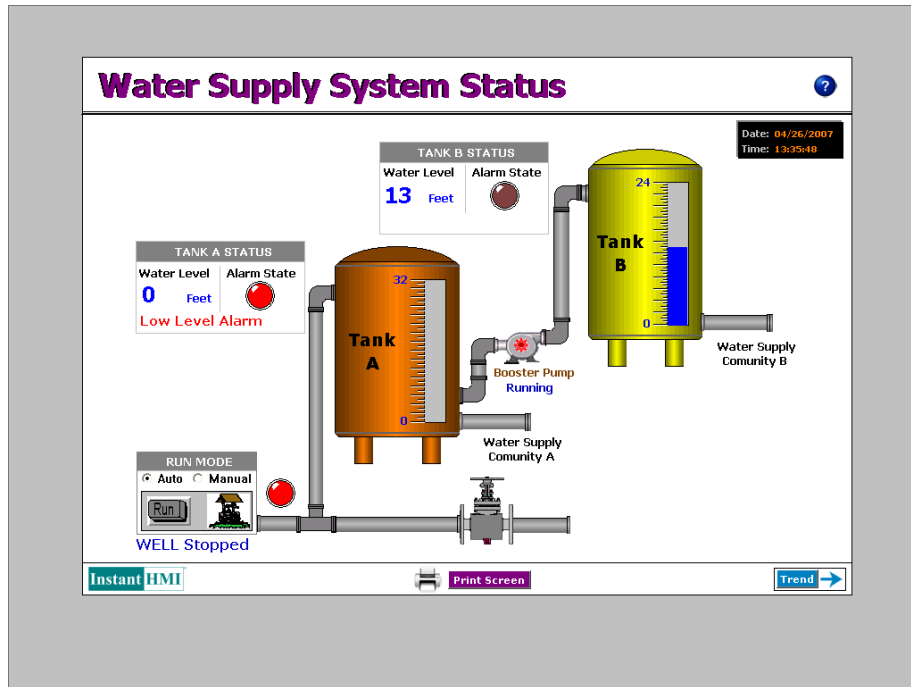 Water Supply System Status
?
Date: 04/26/2007
Time: 13:35:48
TANK B STATUS
Water Level Alarm State
13 Feet
24
Tank
B
0
Water Supply
Comunity B
TANK A STATUS
Water Level Alarm State
0 Feet
Low Level Alarm
32
Tank
A
0
Booster Pump
Running
Water Supply
Comunity A
RUN MODE
Auto Manual
Run
WELL Stopped
Instant HMI
Print Screen
Trend